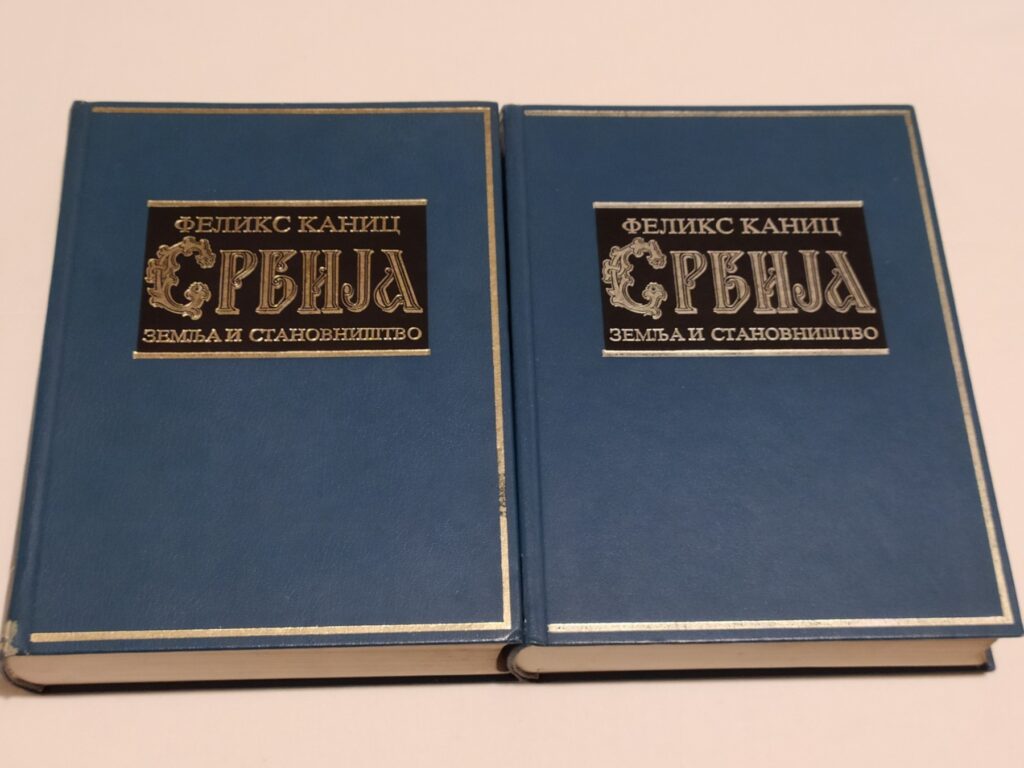 ФЕЛИКС КАНИЦ
СРБИЈА
ЗЕМЉА И СТАНОВНИШТВО
ФЕЛИКС КАНИЦ
СРБИЈА
ЗЕМЉА И СТАНОВНИШТВО